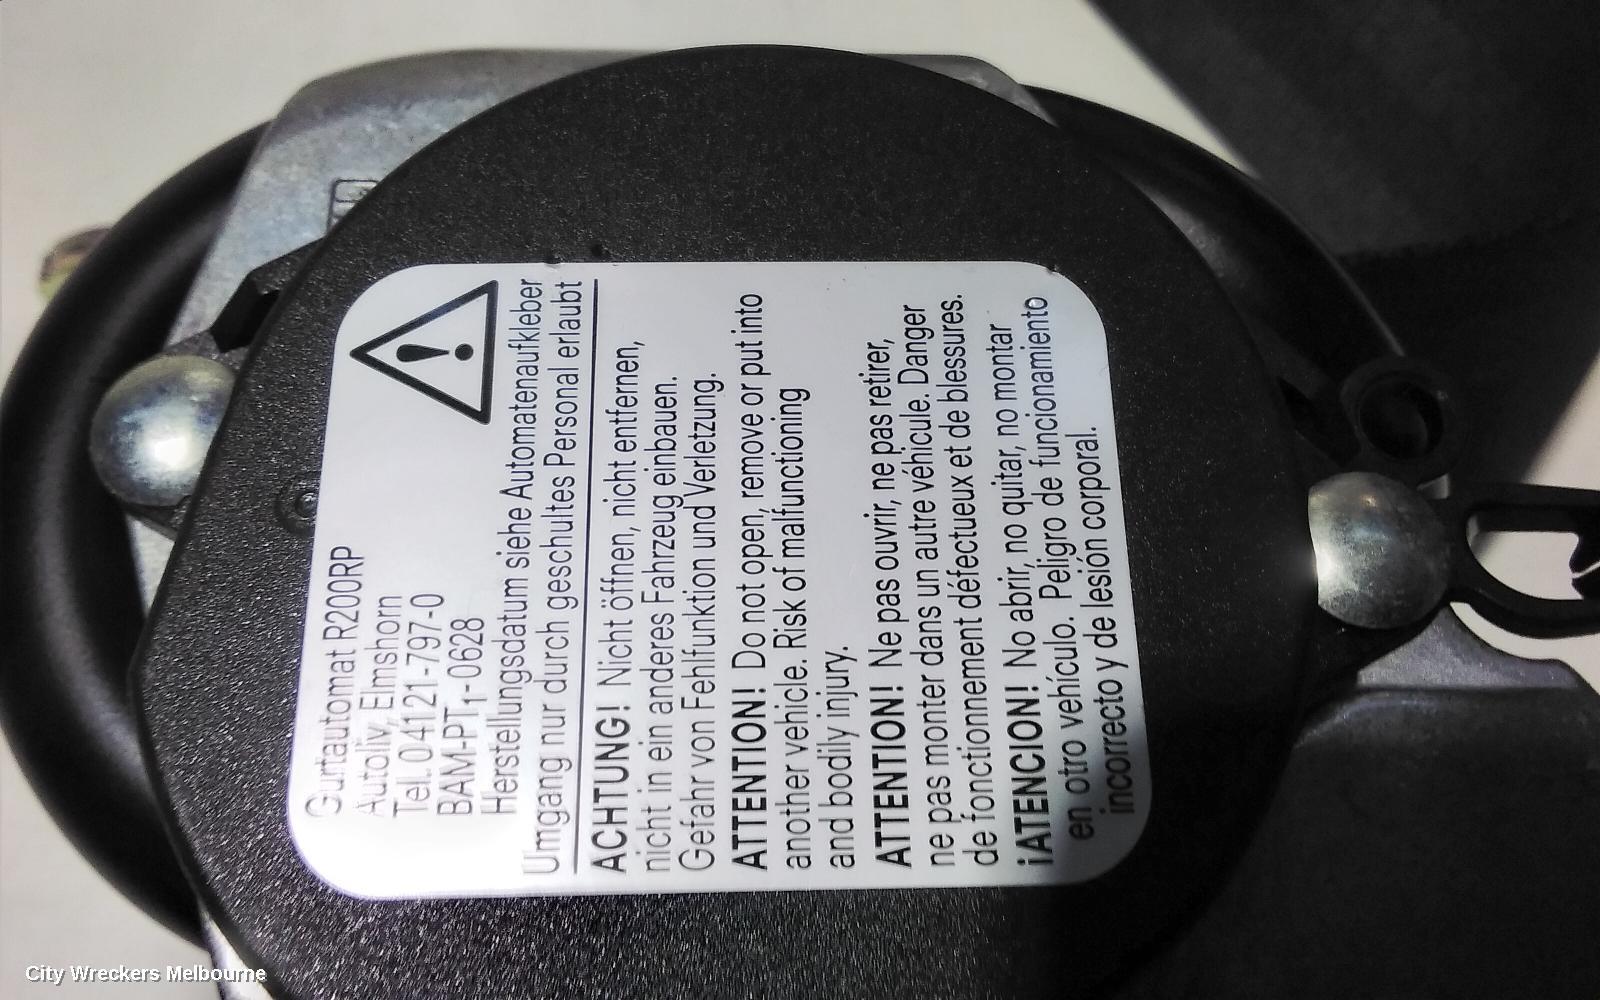 Gurtautomat R200RP
Autoliv, Elmshorn
Tel. 04121-797-0
BAM-PT1-0628
Herstellungsdatum siehe Automatenaufkleber
Umgang nur durch geschultes Personal erlaubt
ACHTUNG! Nicht öffnen, nicht entfernen,
nicht in ein anderes Fahrzeug einbauen.
Gefahr von Fehlfunktion und Verletzung.
ATTENTION! Do not open, remove or put into
another vehicle. Risk of malfunctioning
and bodily injury.
ATTENTION! Ne pas ouvrir, ne pas retirer,
ne pas monter dans un autre véhicule. Danger
de fonctionnement défectueux et de blessures.
¡ATENCION! No abrir, no quitar, no montar
en otro vehículo. Peligro de funcionamiento
incorrecto y de lesión corporal.
City Wreckers Melbourne